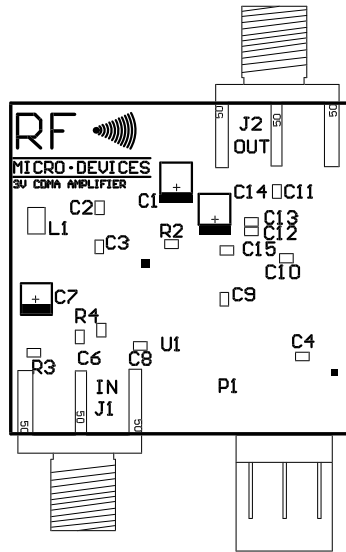 50
50
50
RF
J2
OUT
MICRO·DEVICES
3V CDMA AMPLIFIER
C1
C14
C11
C2
L1
C13
C12
R2
C3
C15
C10
C7
C9
R4
U1
C4
R3
C6
C8
IN
J1
P1
50
50
50